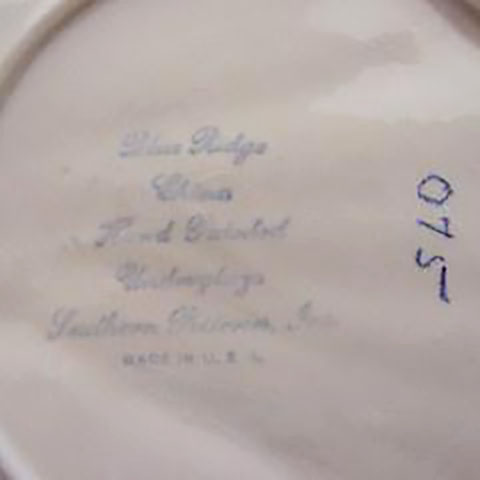 Blue Ridge
China
Hand Painted
Underglaze
Southern Potteries, Inc.
MADE IN U.S.A.
075